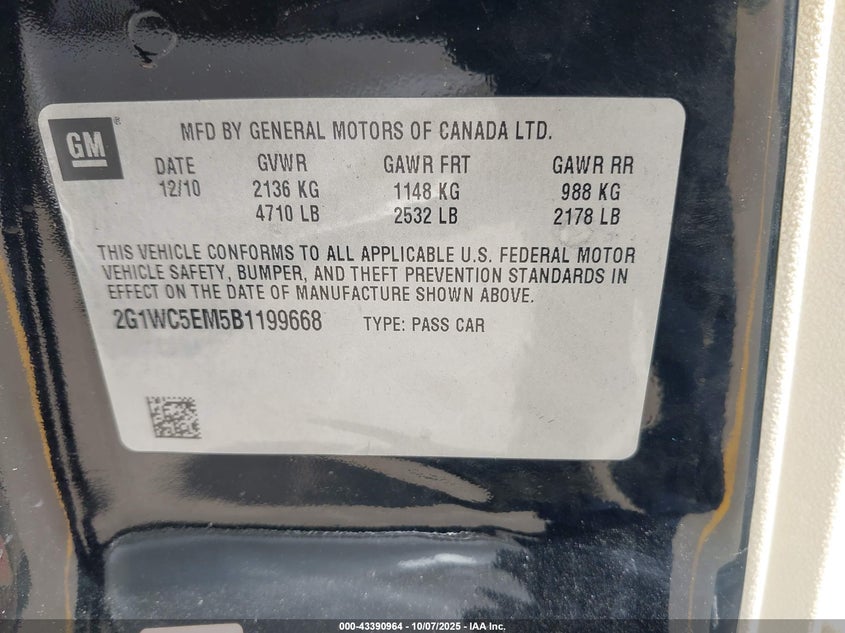 GM®
MFD BY GENERAL MOTORS OF CANADA LTD.
DATE GVWR GAWR FRT GAWR RR
12/10 2136 KG 1148 KG 988 KG
4710 LB 2532 LB 2178 LB
THIS VEHICLE CONFORMS TO ALL APPLICABLE U.S. FEDERAL MOTOR
VEHICLE SAFETY, BUMPER, AND THEFT PREVENTION STANDARDS IN
EFFECT ON THE DATE OF MANUFACTURE SHOWN ABOVE.
2G1WC5EM5B1199668 TYPE: PASS CAR
000-43390964 - 10/07/2025 - IAA Inc.